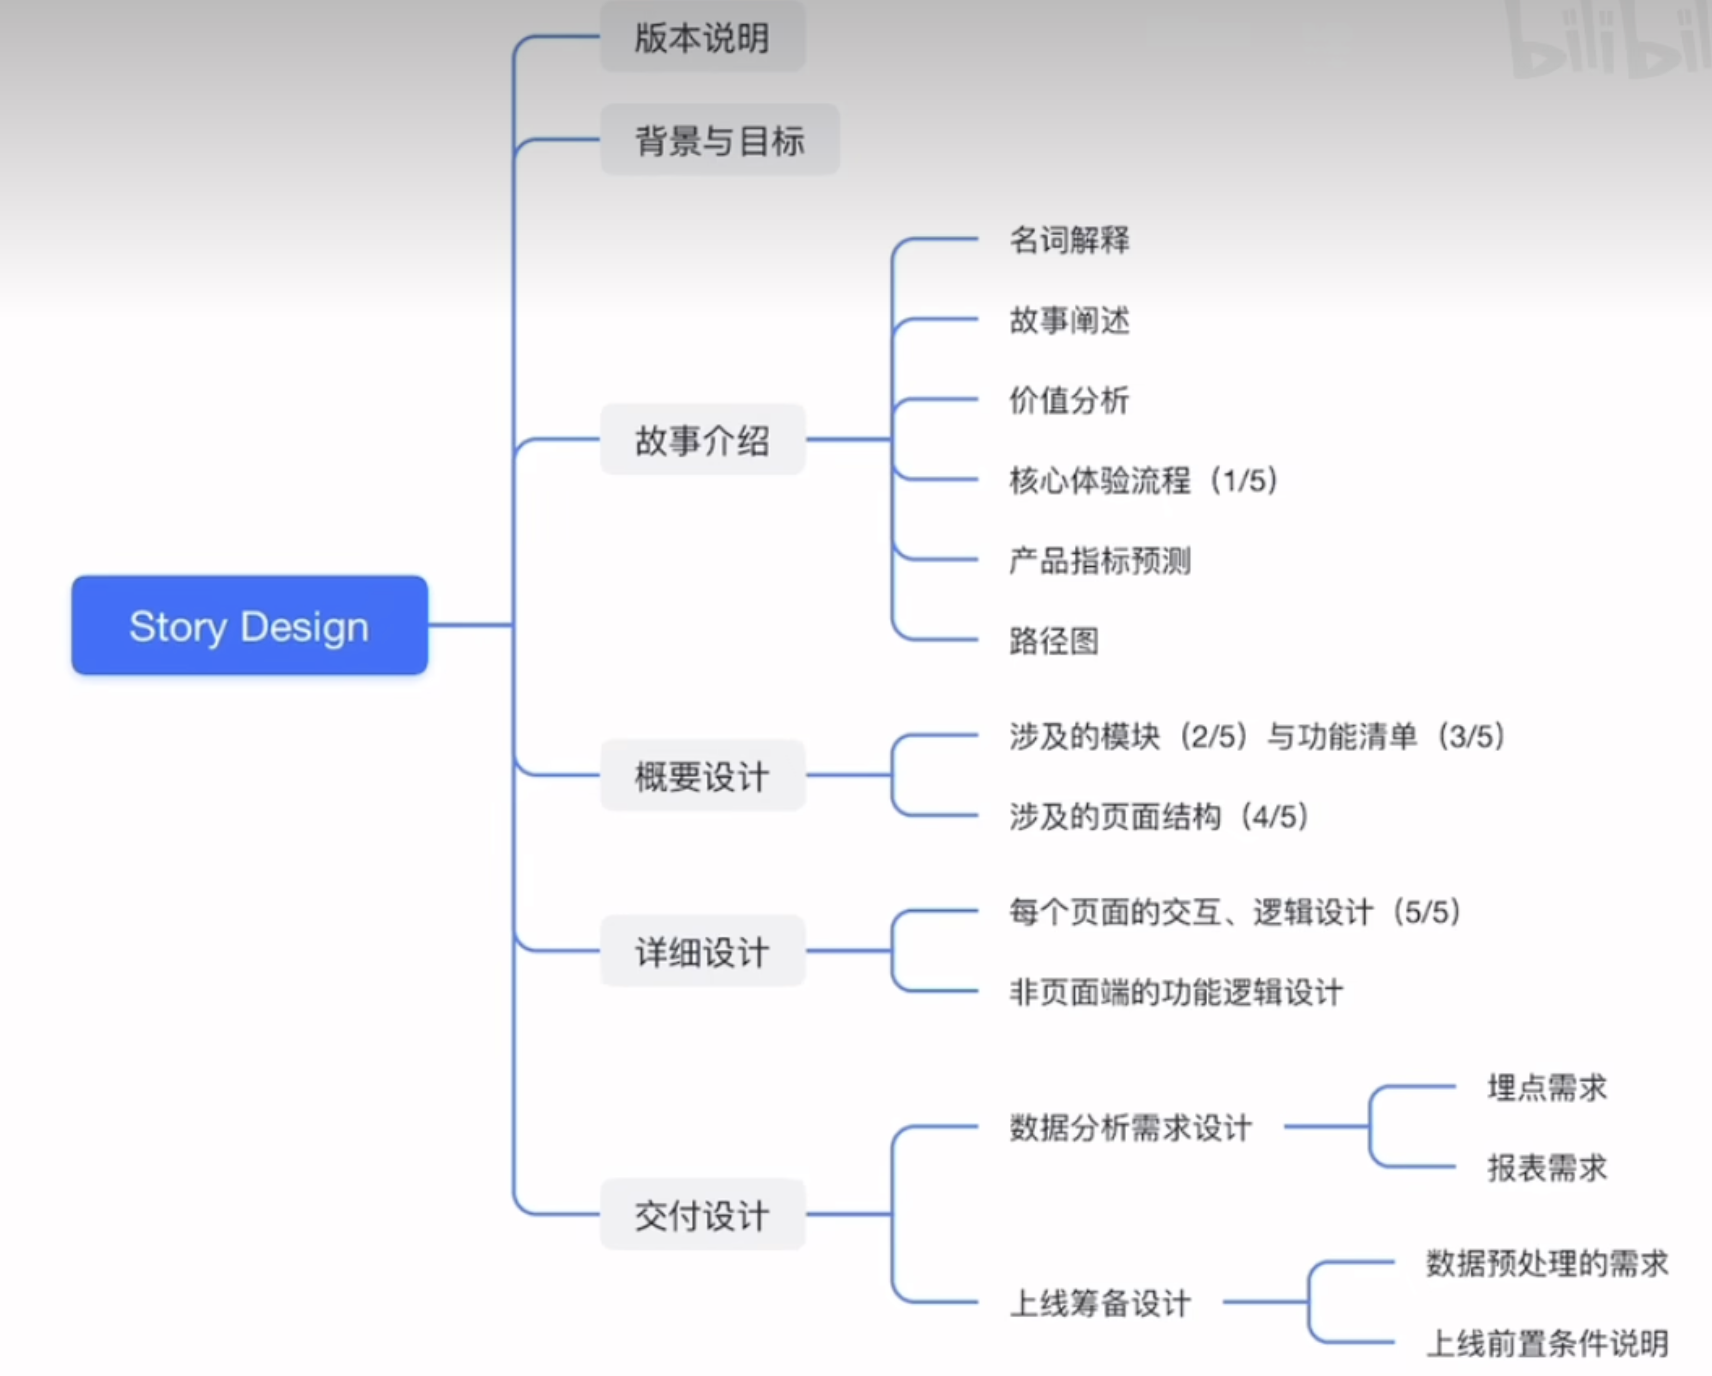 bilibil
版本说明
背景与目标
名词解释
故事阐述
价值分析
故事介绍
核心体验流程（1/5）
产品指标预测
路径图
Story Design
涉及的模块（2/5）与功能清单（3/5）
概要设计
涉及的页面结构（4/5）
每个页面的交互、逻辑设计（5/5）
详细设计
非页面端的功能逻辑设计
埋点需求
数据分析需求设计
报表需求
交付设计
数据预处理的需求
上线筹备设计
上线前置条件说明